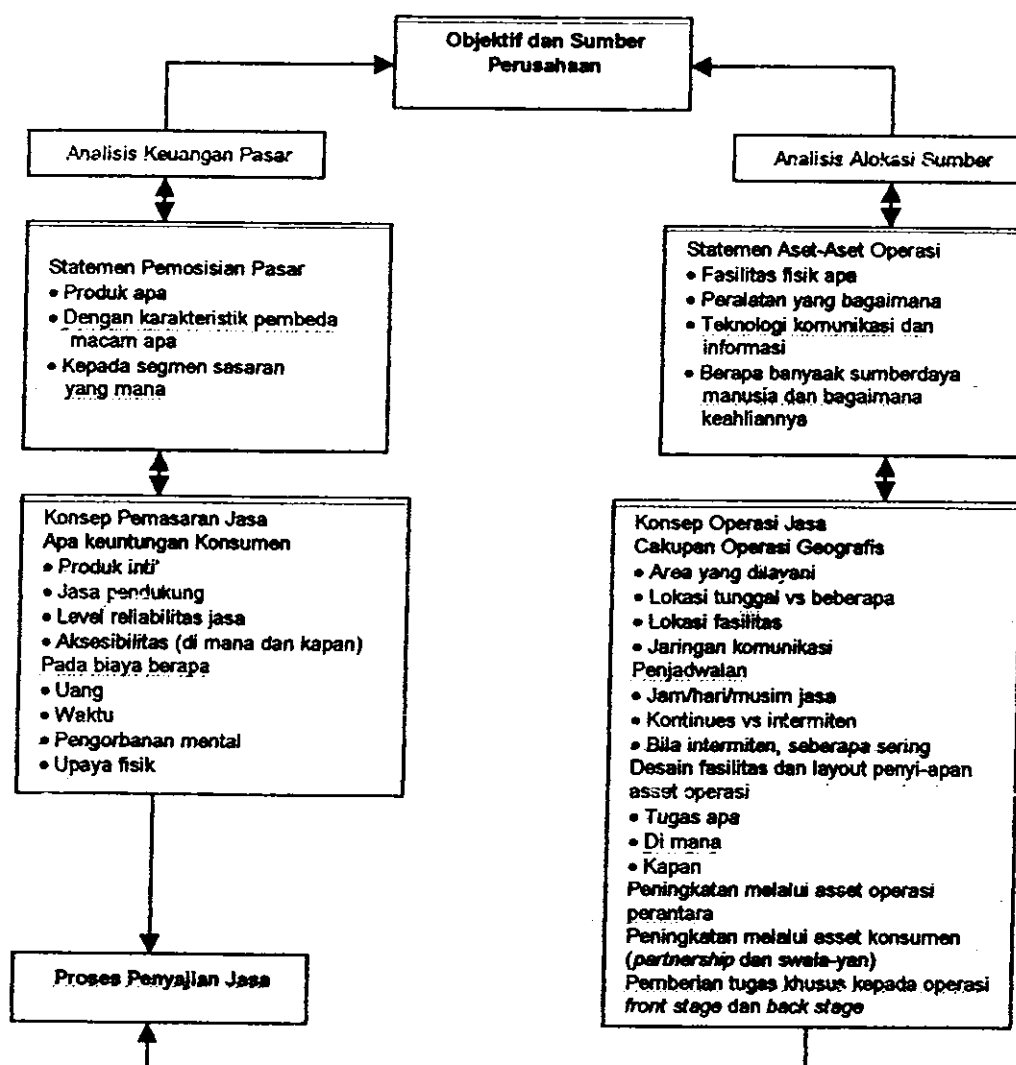 Objektif dan Sumber
Perusahaan
Analisis Keuangan Pasar
Analisis Alokasi Sumber
Statemen Pemosisian Pasar
• Produk apa
• Dengan karakteristik pembeda
macam apa
• Kepada segmen sasaran
yang mana
Statemen Aset-Aset Operasi
• Fasilitas fisik apa
• Peralatan yang bagaimana
• Teknologi komunikasi dan
informasi
• Berapa banyaak sumberdaya
manusia dan bagaimana
keahliannya
Konsep Pemasaran Jasa
Apa keuntungan Konsumen
• Produk inti'
• Jasa pendukung
• Level reliabilitas jasa
• Aksesibilitas (di mana dan kapan)
Pada biaya berapa
• Uang
• Waktu
• Pengorbanan mental
• Upaya fisik
Konsep Operasi Jasa
Cakupan Operasi Geografis
• Area yang dilayani
• Lokasi tunggal vs beberapa
• Lokasi fasilitas
• Jaringan komunikasi
Penjadwalan
• Jam/hari/musim jasa
• Kontinues vs intermiten
• Bila intermiten, seberapa sering
Desain fasilitas dan layout penyi-apan
asset operasi
• Tugas apa
• Di mana
• Kapan
Peningkatan melalui asset operasi
perantara
Peningkatan melalui asset konsumen
(partnership dan swala-yan)
Pemberian tugas khusus kepada operasi
front stage dan back stage
Proses Penyajian Jasa